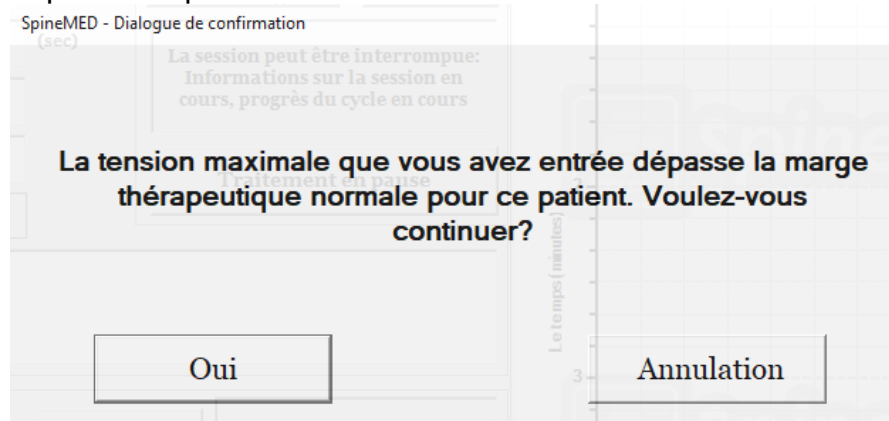 SpineMED - Dialogue de confirmation
(sec)
La session peut être interrompue:
Informations sur la session en
cours, progrès du cycle en cours
Traitement en pause
La tension maximale que vous avez entrée dépasse la marge
thérapeutique normale pour ce patient. Voulez-vous
continuer?
Le temps (minutes)
3
Oui
Annulation